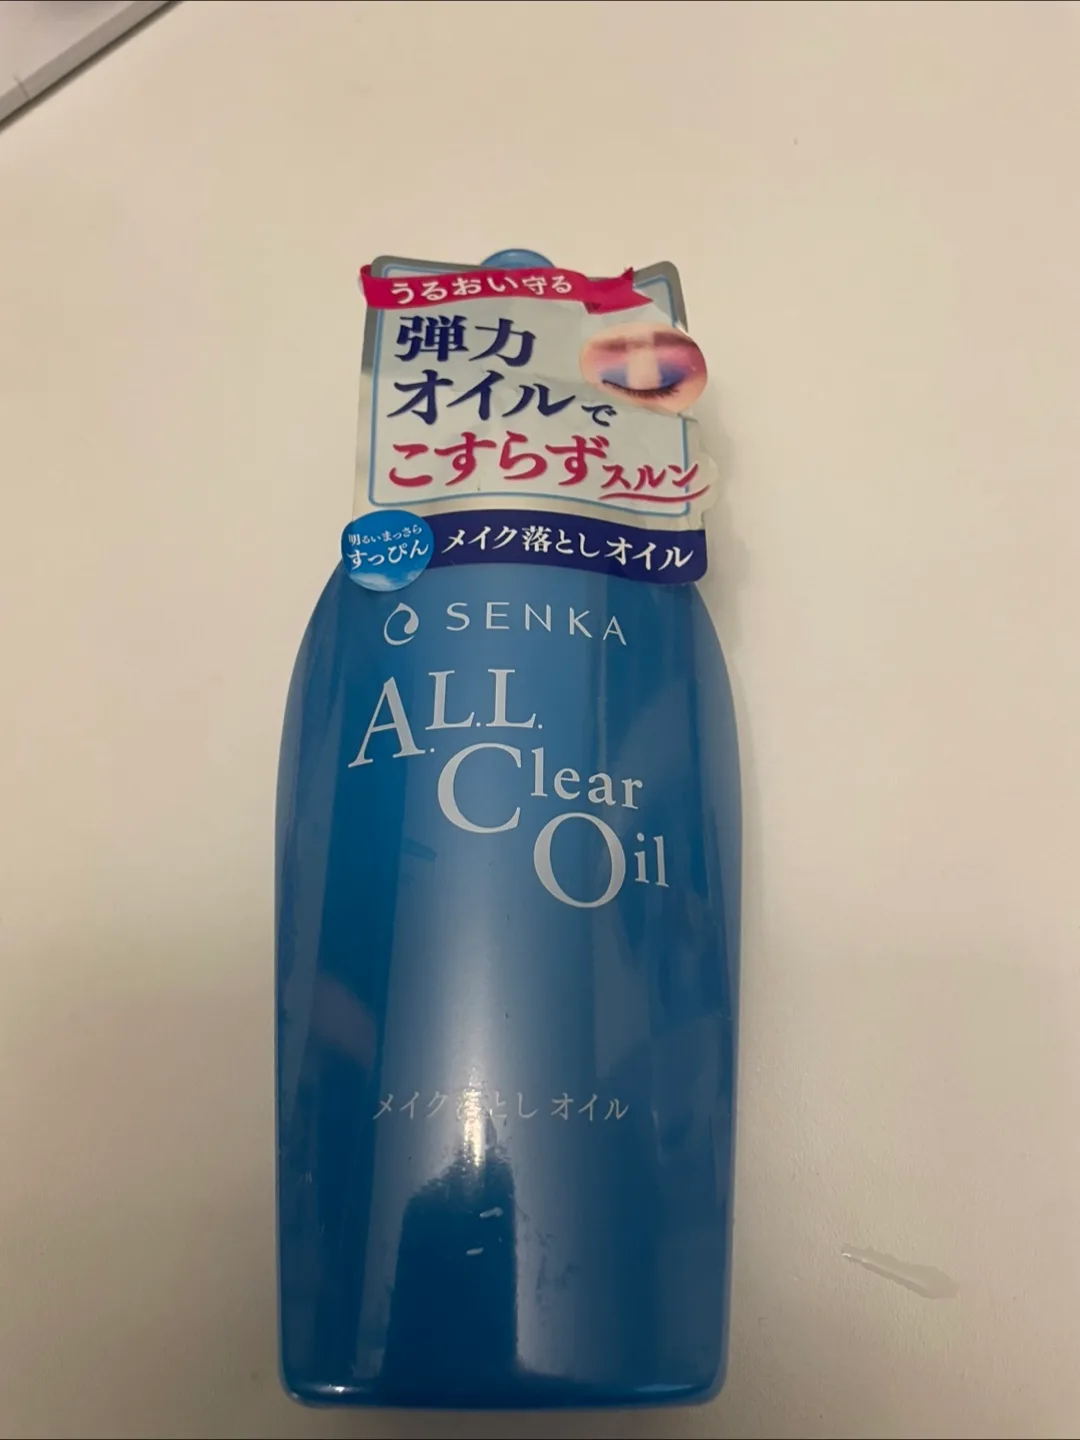 うるおい守る
弾力
オイルで
こすらずスルン
明るいまっさら
すっぴん
メイク落としオイル
SENKA
A.L.L.
Clear
Oil
メイク落とし オイル